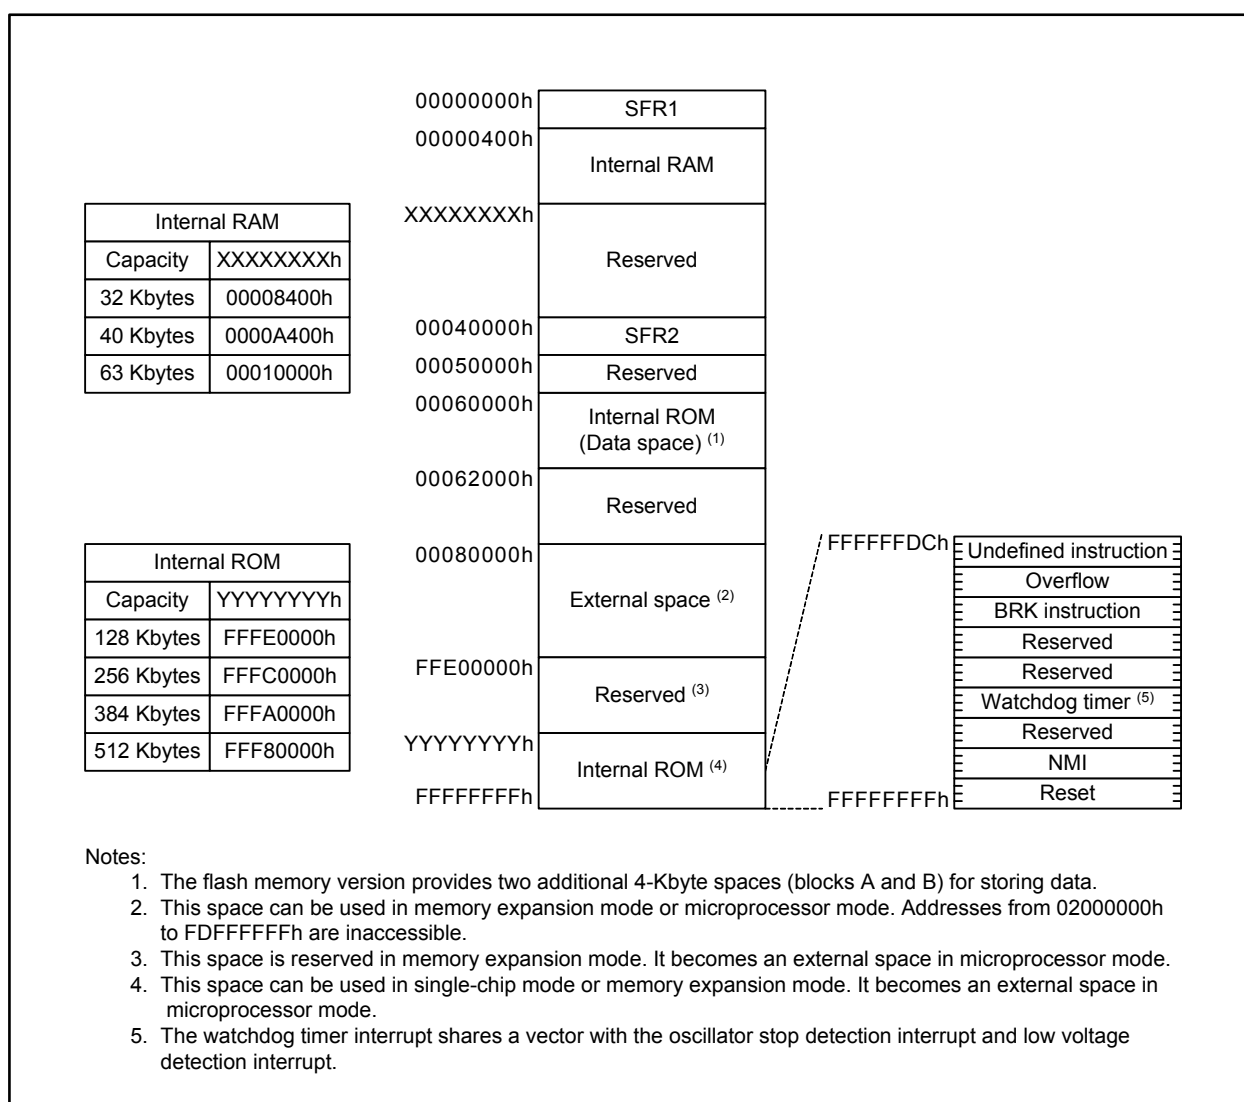 00000000h
SFR1
00000400h
Internal RAM
XXXXXXXXh
Reserved
00040000h
SFR2
00050000h
Reserved
00060000h
Internal ROM
(Data space) (1)
00062000h
Reserved
00080000h
External space (2)
FFE00000h
Reserved (3)
YYYYYYYYh
Internal ROM (4)
FFFFFFFFh
Internal RAM
Capacity XXXXXXXXh
32 Kbytes 00008400h
40 Kbytes 0000A400h
63 Kbytes 00010000h
Internal ROM
Capacity YYYYYYYYh
128 Kbytes FFFE0000h
256 Kbytes FFFC0000h
384 Kbytes FFFA0000h
512 Kbytes FFF80000h
FFFFFFDCh
Undefined instruction
Overflow
BRK instruction
Reserved
Reserved
Watchdog timer (5)
Reserved
NMI
Reset
FFFFFFFFh
Notes:
1. The flash memory version provides two additional 4-Kbyte spaces (blocks A and B) for storing data.
2. This space can be used in memory expansion mode or microprocessor mode. Addresses from 02000000h
to FDFFFFFFh are inaccessible.
3. This space is reserved in memory expansion mode. It becomes an external space in microprocessor mode.
4. This space can be used in single-chip mode or memory expansion mode. It becomes an external space in
microprocessor mode.
5. The watchdog timer interrupt shares a vector with the oscillator stop detection interrupt and low voltage
detection interrupt.